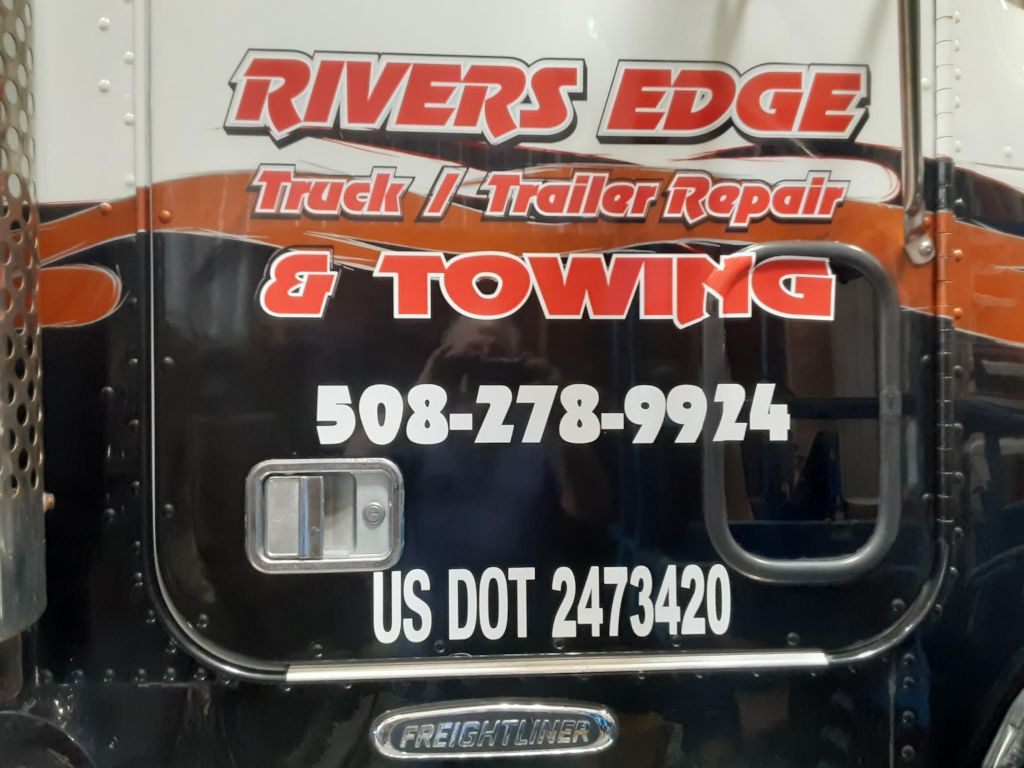 RIVERS EDGE
Truck / Trailer Repair
& TOWING
508-278-9924
US DOT 2473420
FREIGHTLINER